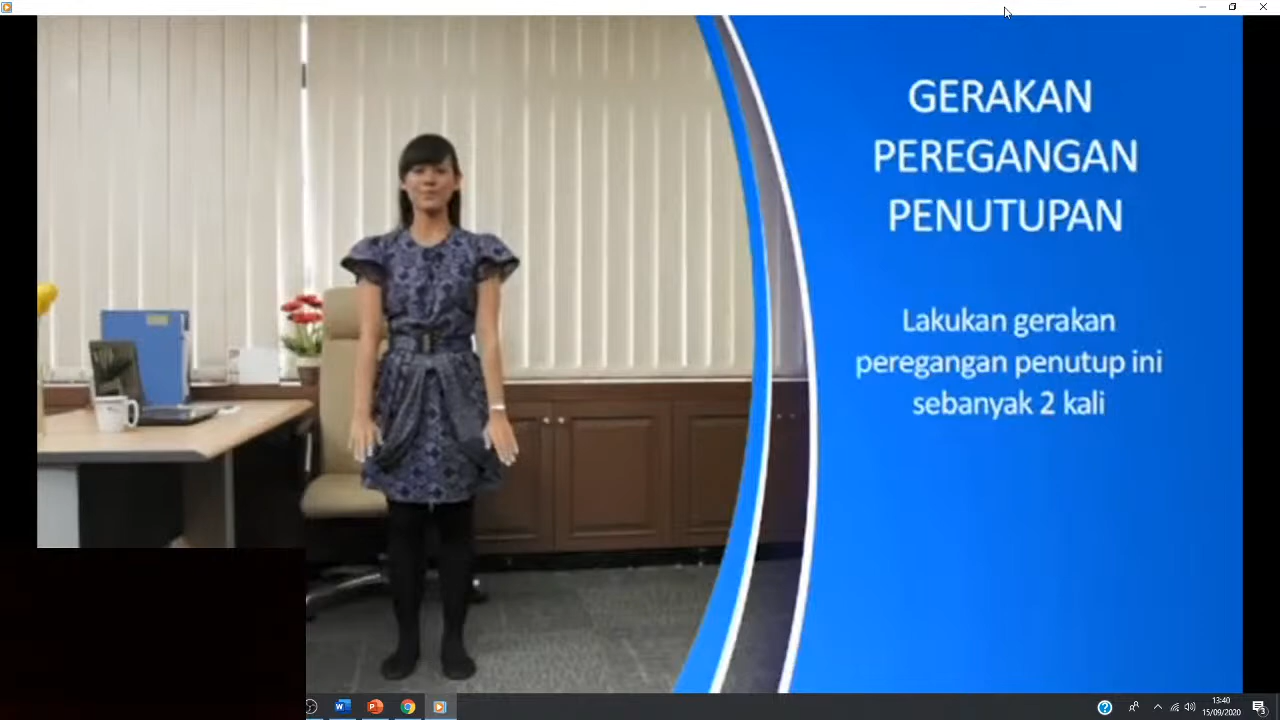 GERAKAN
PEREGANGAN
PENUTUPAN
Lakukan gerakan
peregangan penutup ini
sebanyak 2 kali
13:40
15/09/2020